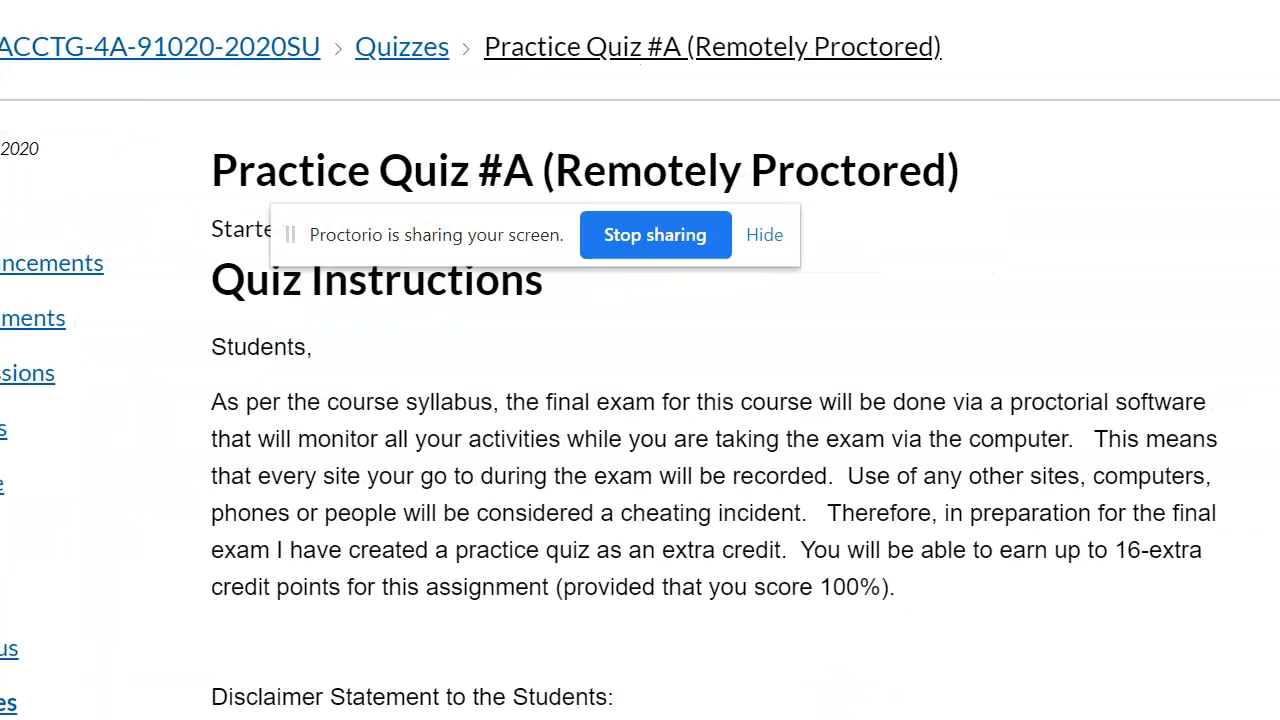 ACCTG-4A-91020-2020SU > Quizzes > Practice Quiz #A (Remotely Proctored)
2020
Practice Quiz #A (Remotely Proctored)
Starte
Proctorio is sharing your screen. Stop sharing Hide
ncements
Quiz Instructions
ments
Students,
sions
As per the course syllabus, the final exam for this course will be done via a proctorial software
s
that will monitor all your activities while you are taking the exam via the computer. This means
that every site your go to during the exam will be recorded. Use of any other sites, computers,
e
phones or people will be considered a cheating incident. Therefore, in preparation for the final
exam I have created a practice quiz as an extra credit. You will be able to earn up to 16-extra
credit points for this assignment (provided that you score 100%).
us
Disclaimer Statement to the Students:
es